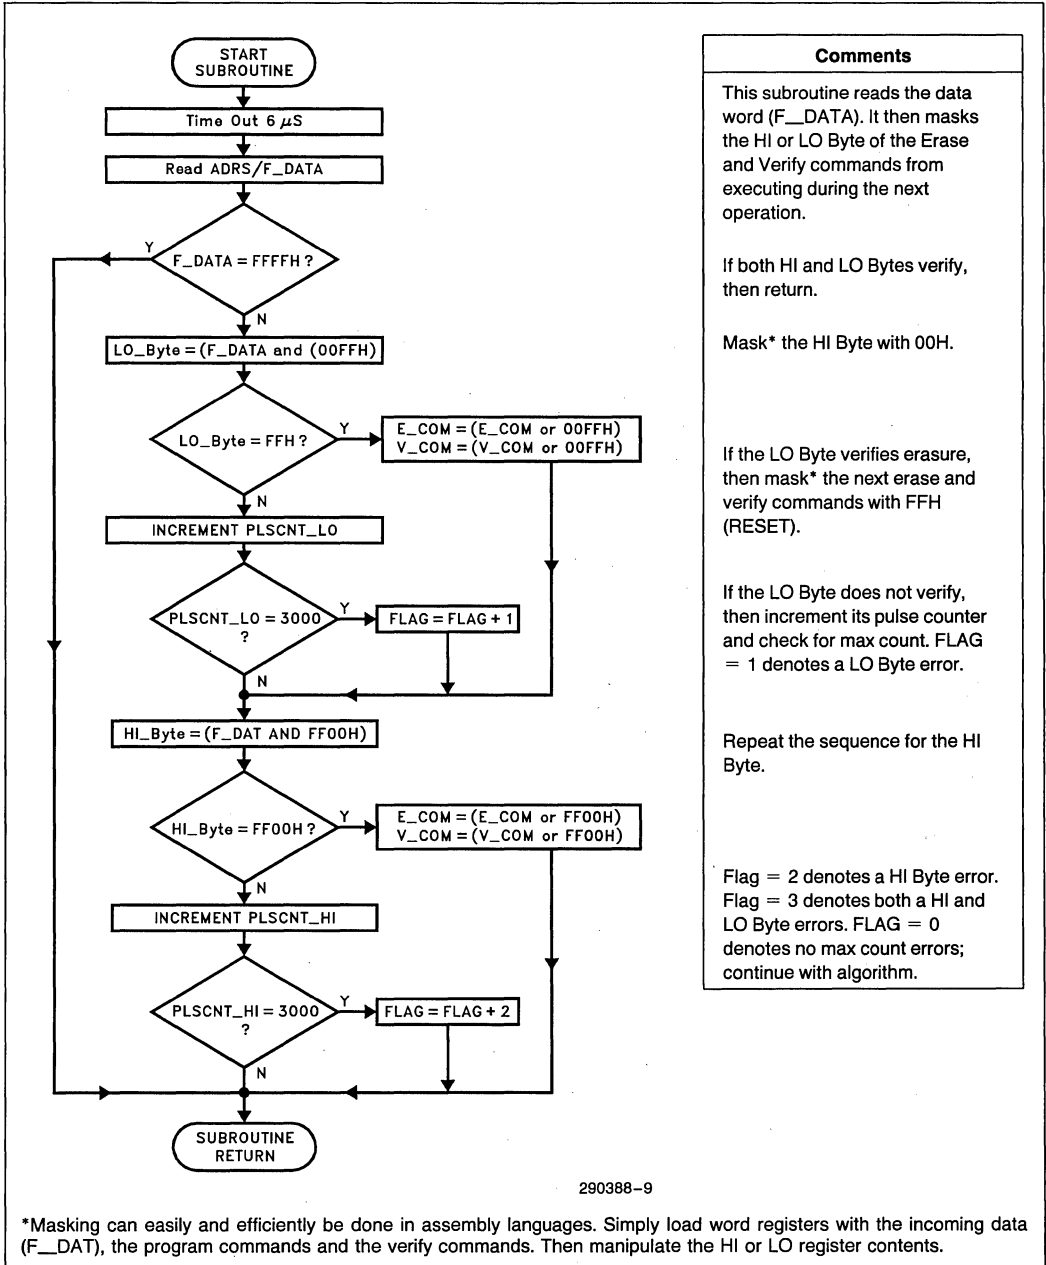 START
SUBROUTINE
Time Out 6 μS
Read ADRS/F_DATA
Y
F_DATA = FFFFH ?
N
LO_Byte = (F_DATA and (00FFH)
LO_Byte = FFH ?
Y
E_COM = (E_COM or 00FFH)
V_COM = (V_COM or 00FFH)
N
INCREMENT PLSCNT_LO
PLSCNT_LO = 3000
?
Y
FLAG = FLAG + 1
N
HI_Byte = (F_DAT AND FF00H)
HI_Byte = FF00H ?
Y
E_COM = (E_COM or FF00H)
V_COM = (V_COM or FF00H)
N
INCREMENT PLSCNT_HI
PLSCNT_HI = 3000
?
Y
FLAG = FLAG + 2
N
SUBROUTINE
RETURN
Comments
This subroutine reads the data
word (F__DATA). It then masks
the HI or LO Byte of the Erase
and Verify commands from
executing during the next
operation.
If both HI and LO Bytes verify,
then return.
Mask* the HI Byte with 00H.
If the LO Byte verifies erasure,
then mask* the next erase and
verify commands with FFH
(RESET).
If the LO Byte does not verify,
then increment its pulse counter
and check for max count. FLAG
= 1 denotes a LO Byte error.
Repeat the sequence for the HI
Byte.
Flag = 2 denotes a HI Byte error.
Flag = 3 denotes both a HI and
LO Byte errors. FLAG = 0
denotes no max count errors;
continue with algorithm.
290388–9
*Masking can easily and efficiently be done in assembly languages. Simply load word registers with the incoming data
(F__DAT), the program commands and the verify commands. Then manipulate the HI or LO register contents.